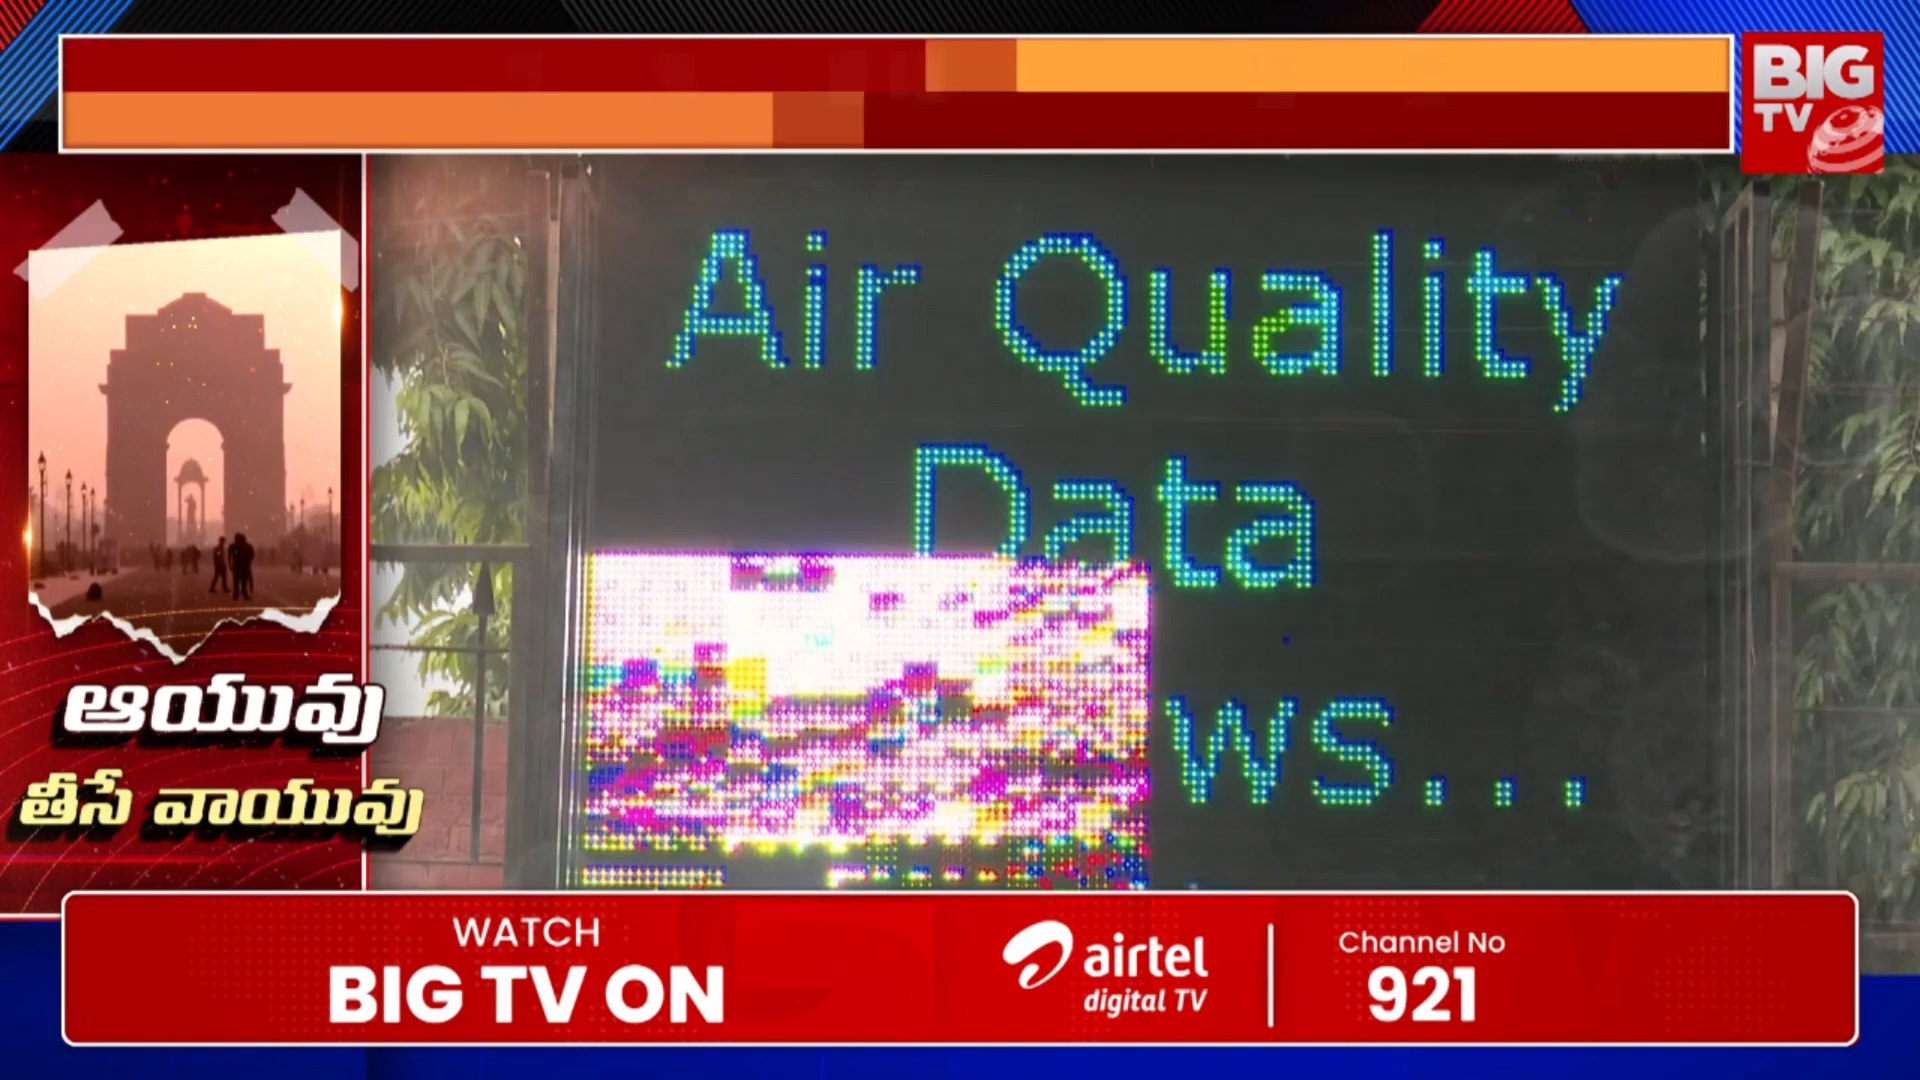 BIG
TV
Air Quality
Data
ws...
ఆయువు
తీసే వాయువు
WATCH
BIG TV ON
airtel
digital TV
Channel No
921